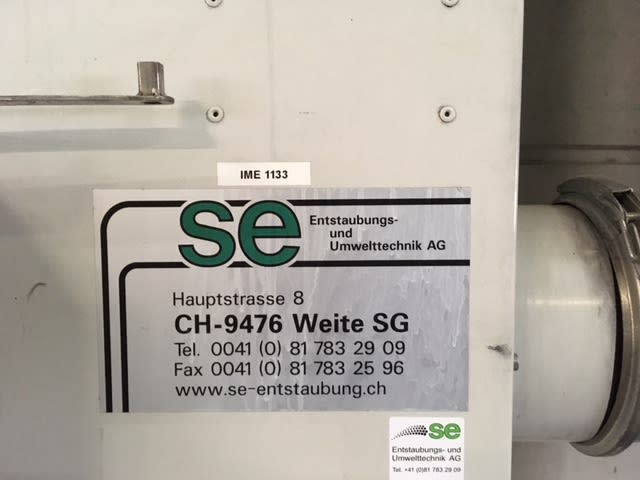 IME 1133
se
Entstaubungs-
und
Umwelttechnik AG
Hauptstrasse 8
CH-9476 Weite SG
Tel. 0041 (0) 81 783 29 09
Fax 0041 (0) 81 783 25 96
www.se-entstaubung.ch
se
Entstaubungs- und
Umwelttechnik AG
Tel. +41 (0)81 783 29 09